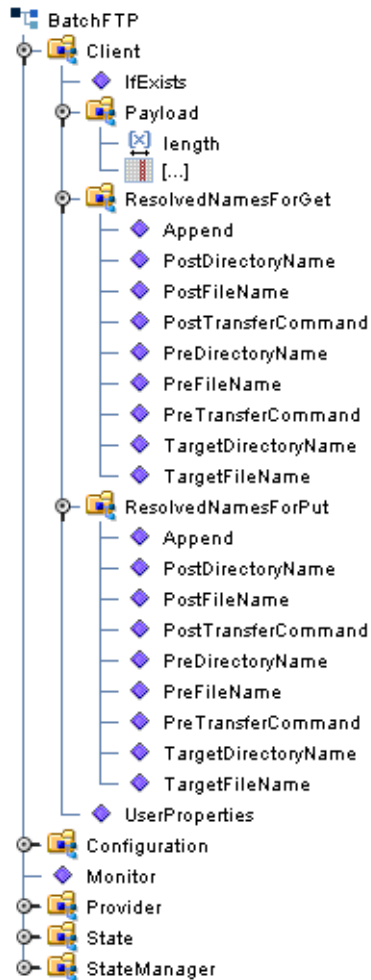 BatchFTP
Client
IfExists
Payload
length
[...]
ResolvedNamesForGet
Append
PostDirectoryName
PostFileName
PostTransferCommand
PreDirectoryName
PreFileName
PreTransferCommand
TargetDirectoryName
TargetFileName
ResolvedNamesForPut
Append
PostDirectoryName
PostFileName
PostTransferCommand
PreDirectoryName
PreFileName
PreTransferCommand
TargetDirectoryName
TargetFileName
UserProperties
Configuration
Monitor
Provider
State
StateManager